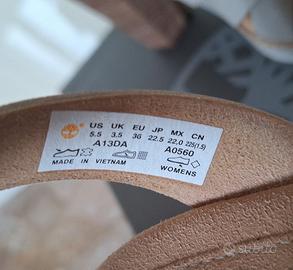 US UK EU JP MX CN
5.5 3.5 36 22.5 22.0 225(1.5)
A13DA A0560
MADE IN VIETNAM WOMENS
subito